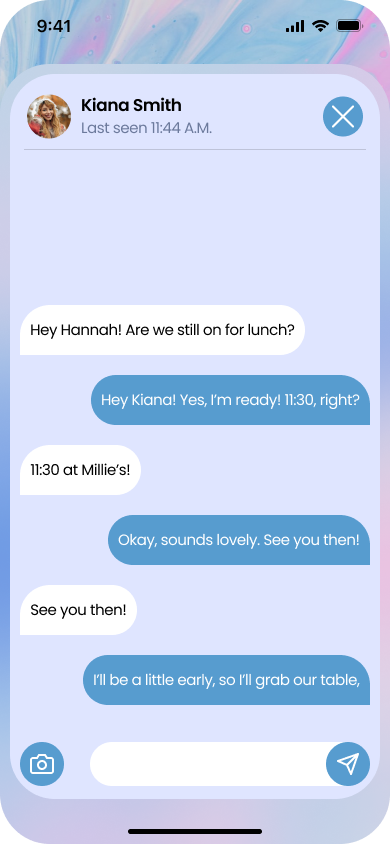 9:41
Kiana Smith
Last seen 11:44 A.M.
Hey Hannah! Are we still on for lunch?
Hey Kiana! Yes, I'm ready! 11:30, right?
11:30 at Millie's!
Okay, sounds lovely. See you then!
See you then!
I'll be a little early, so I'll grab our table,